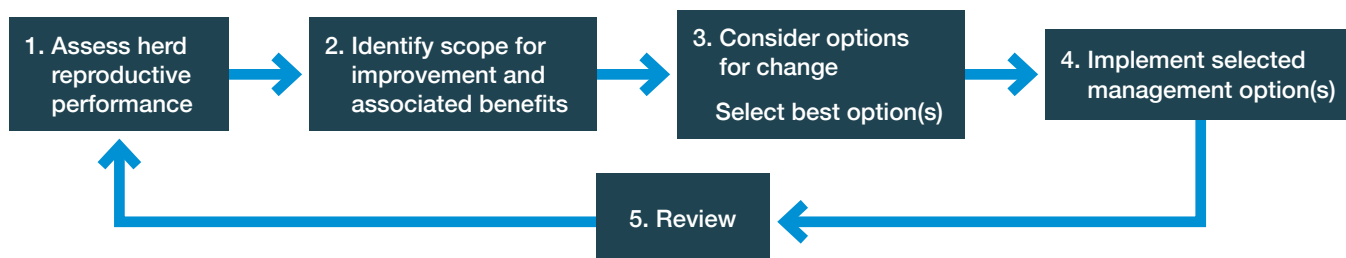 1. Assess herd
reproductive
performance
2. Identify scope for
improvement and
associated benefits
3. Consider options
for change
Select best option(s)
4. Implement selected
management option(s)
5. Review